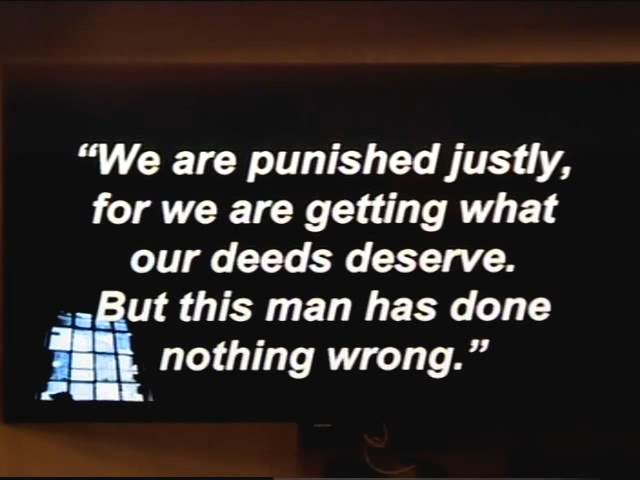 “We are punished justly,
for we are getting what
our deeds deserve.
But this man has done
nothing wrong.”